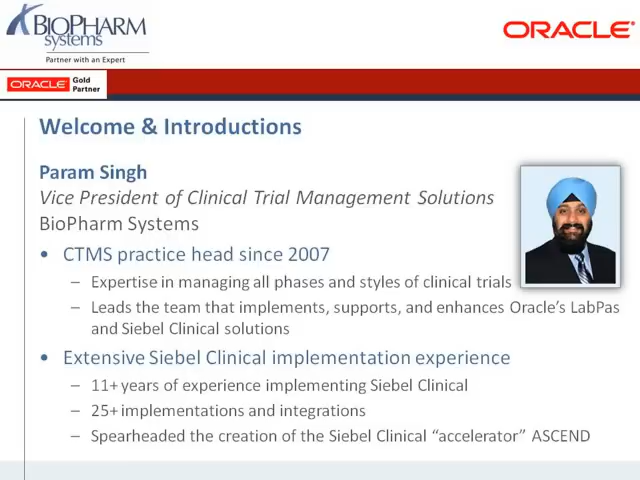 BIOPHARM
systems
Partner with an Expert
ORACLE®
ORACLE Gold
Partner
Welcome & Introductions
Param Singh
Vice President of Clinical Trial Management Solutions
BioPharm Systems
• CTMS practice head since 2007
– Expertise in managing all phases and styles of clinical trials
– Leads the team that implements, supports, and enhances Oracle’s LabPas
and Siebel Clinical solutions
• Extensive Siebel Clinical implementation experience
– 11+ years of experience implementing Siebel Clinical
– 25+ implementations and integrations
– Spearheaded the creation of the Siebel Clinical “accelerator” ASCEND